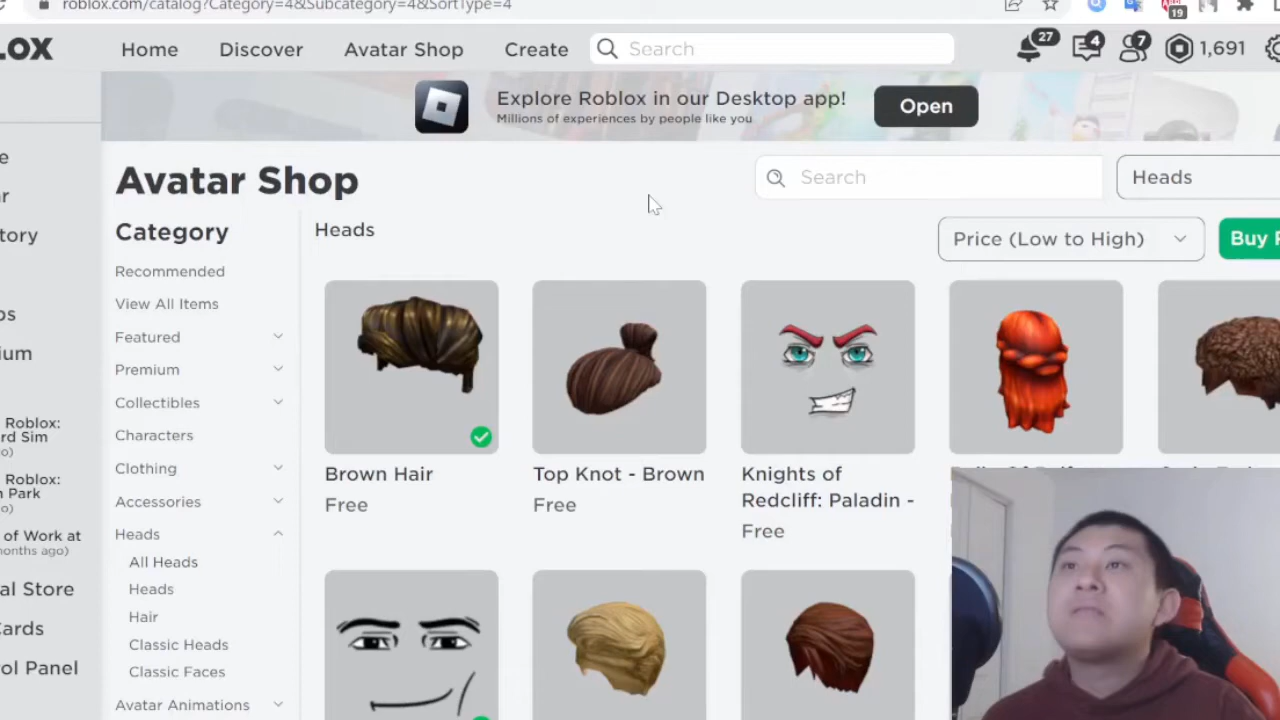 roblox.com/catalog?Category=4&Subcategory=4&SortType=4
19
LOX
Home
Discover
Avatar Shop
Create
Search
27
4
7
1,691
Explore Roblox in our Desktop app!
Millions of experiences by people like you
Open
Avatar Shop
Search
Heads
Category
Heads
Price (Low to High)
Buy
Recommended
View All Items
Featured
Premium
Collectibles
Characters
Clothing
Accessories
Heads
All Heads
Heads
Hair
Classic Heads
Classic Faces
Avatar Animations
Roblox:
Roblox:
Park
of Work at
months ago)
Store
Brown Hair
Free
Top Knot - Brown
Free
Knights of
Redcliff: Paladin -
Free